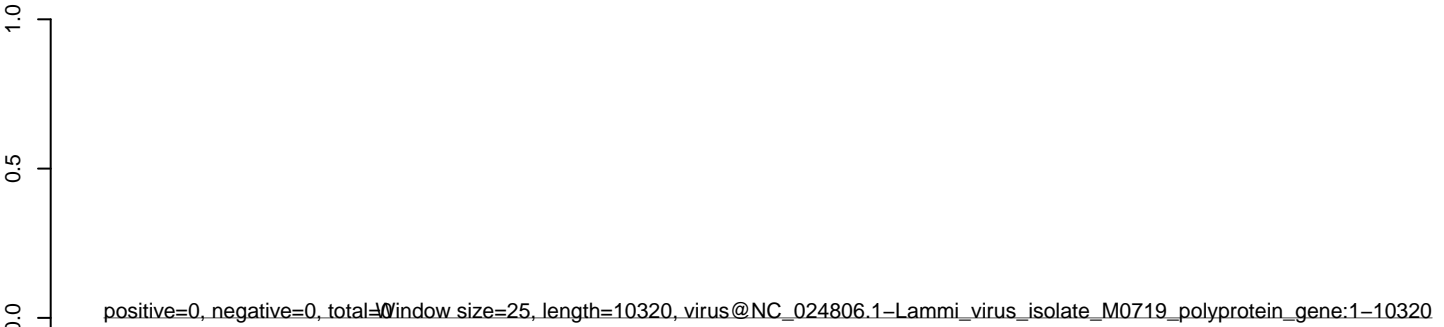 1.0
0.5
0.0
positive=0, negative=0, total=0
Window size=25, length=10320, virus@NC_024806.1–Lammi_virus_isolate_M0719_polyprotein_gene:1–10320